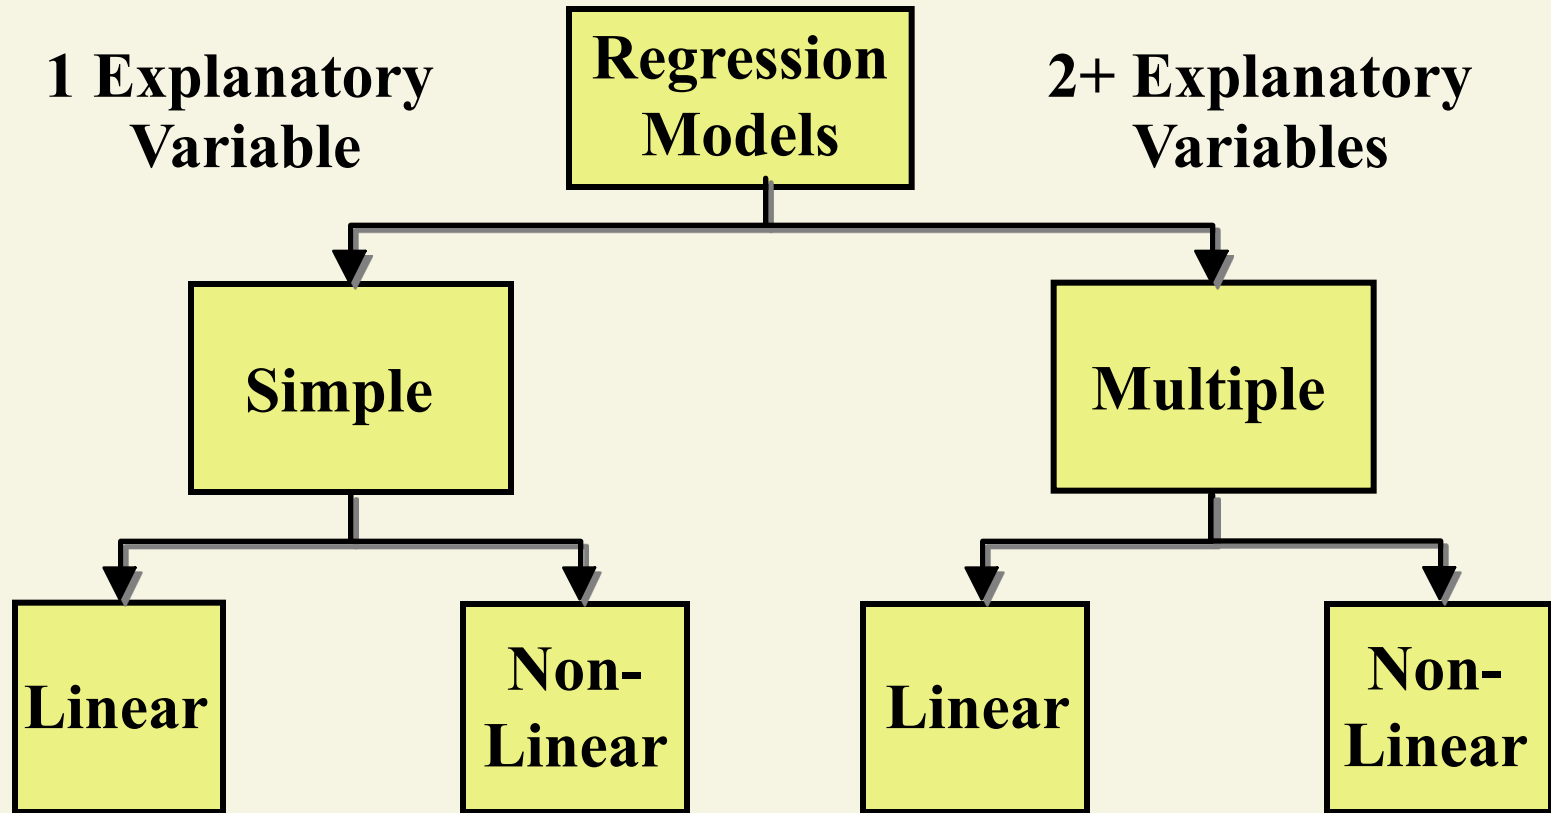 1 Explanatory
Variable
Regression
Models
2+ Explanatory
Variables
Simple
Multiple
Linear
Non-
Linear
Linear
Non-
Linear